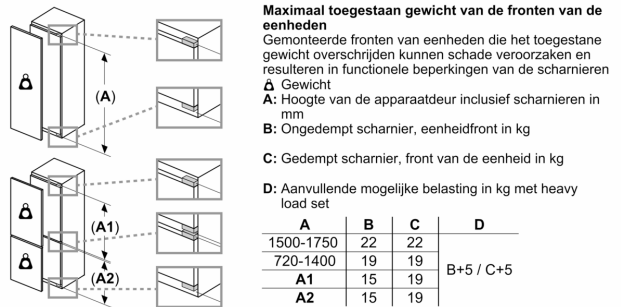 Maximaal toegestaan gewicht van de fronten van de
eenheden
Gemonteerde fronten van eenheden die het toegestane
gewicht overschrijden kunnen schade veroorzaken en
resulteren in functionele beperkingen van de scharnieren
Gewicht
A: Hoogte van de apparaatdeur inclusief scharnieren in
mm
B: Ongedempt scharnier, eenheidfront in kg
C: Gedempt scharnier, front van de eenheid in kg
D: Aanvullende mogelijke belasting in kg met heavy
load set
A B C D
1500-1750 22 22
720-1400 19 19
B+5 / C+5
A1 15 19
A2 15 19
(A)
(A1)
(A2)